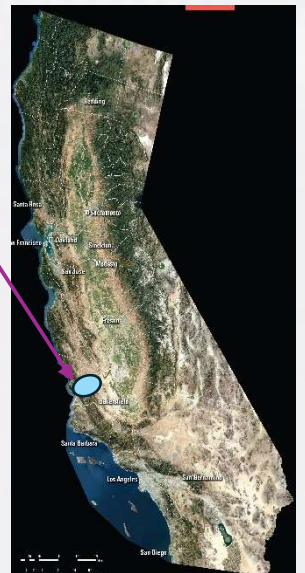 Redding
Santa Rosa
Sacramento
San Francisco
Oakland
Stockton
Modesto
San Jose
Fresno
Bakersfield
Santa Barbara
Los Angeles
San Bernardino
San Diego